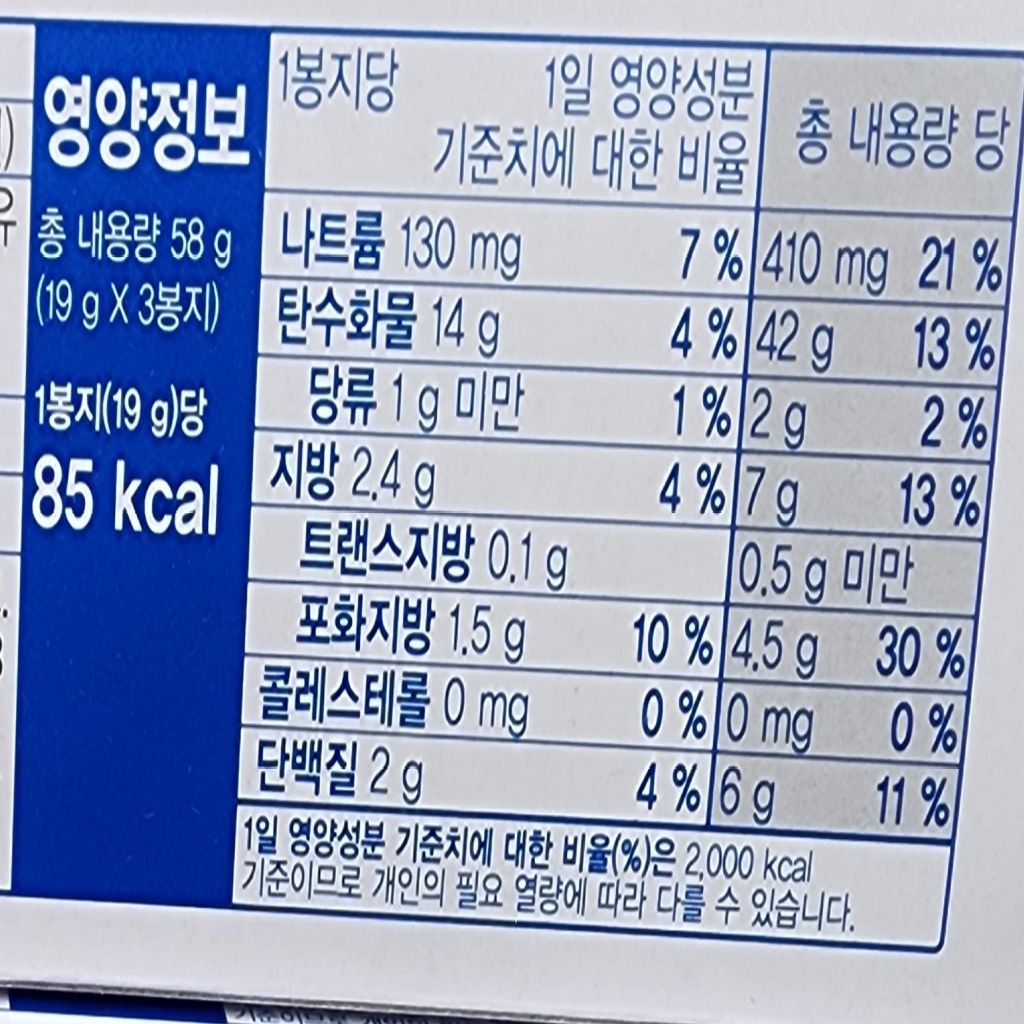 영양정보
총 내용량 58 g
(19 g X 3봉지)
1봉지(19 g)당
85 kcal
1봉지당 1일 영양성분 총 내용량 당
기준치에 대한 비율
나트륨 130 mg 7 % 410 mg 21 %
탄수화물 14 g 4 % 42 g 13 %
당류 1 g 미만 1 % 2 g 2 %
지방 2.4 g 4 % 7 g 13 %
트랜스지방 0.1 g 0.5 g 미만
포화지방 1.5 g 10 % 4.5 g 30 %
콜레스테롤 0 mg 0 % 0 mg 0 %
단백질 2 g 4 % 6 g 11 %
1일 영양성분 기준치에 대한 비율(%)은 2,000 kcal
기준이므로 개인의 필요 열량에 따라 다를 수 있습니다.